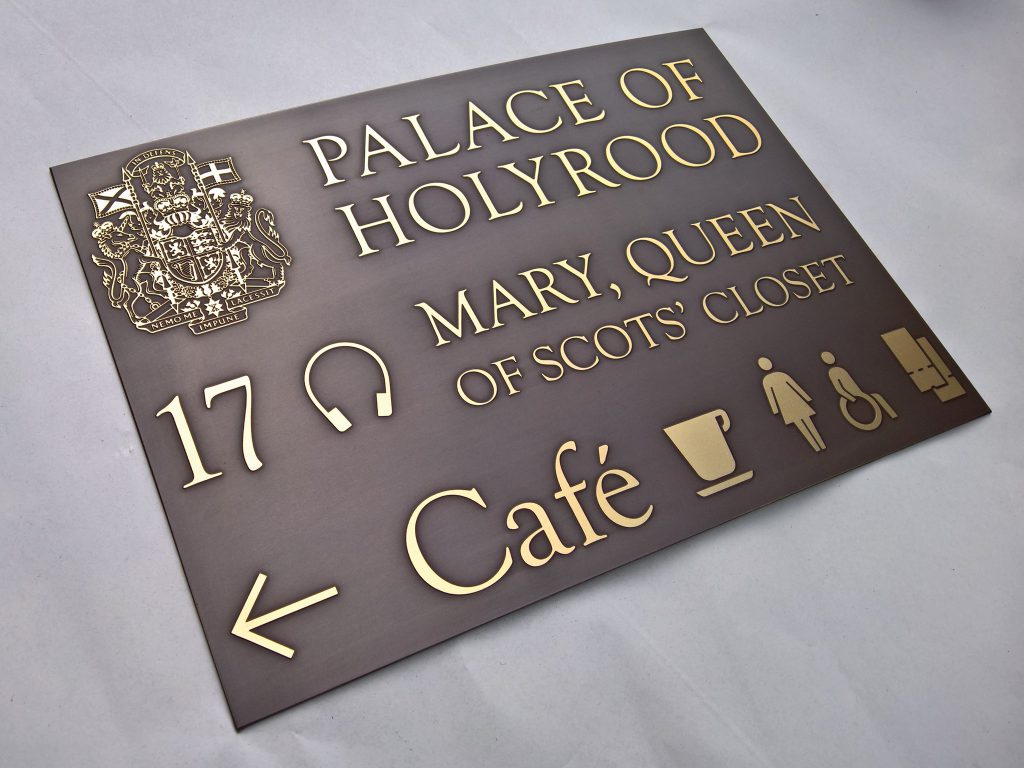 IN DEFENS
NEMO ME IMPUNE LACESSIT
PALACE OF
HOLYROOD
17
MARY, QUEEN
OF SCOTS’ CLOSET
Café